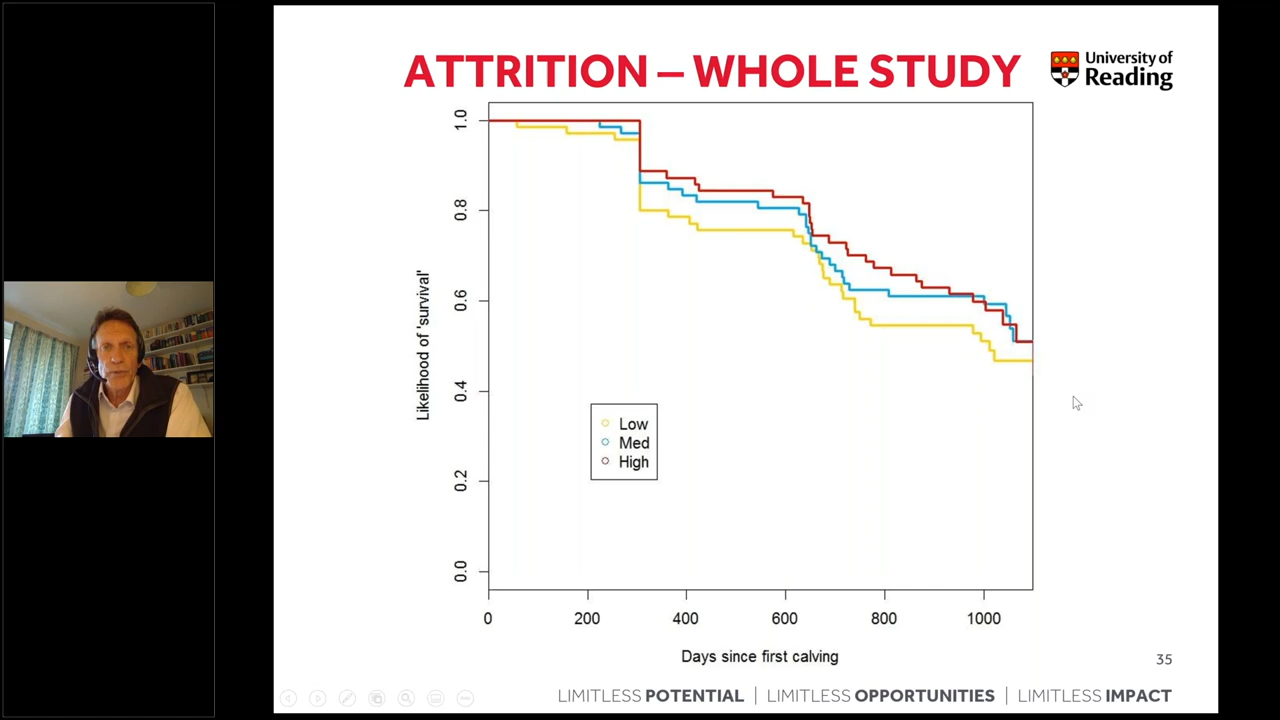 ATTRITION – WHOLE STUDY
University of
Reading
1.0
0.8
0.6
0.4
0.2
0.0
Likelihood of 'survival'
Low
Med
High
0 200 400 600 800 1000
Days since first calving
35
LIMITLESS POTENTIAL | LIMITLESS OPPORTUNITIES | LIMITLESS IMPACT